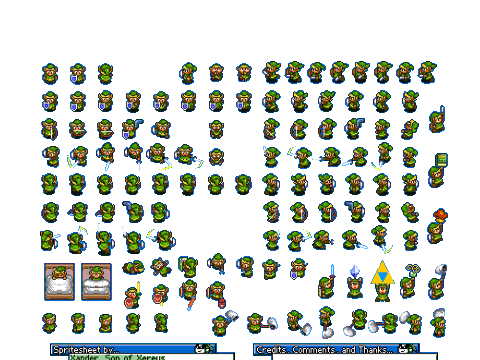 Spritesheet by...
Credits, Comments, and Thanks...
Xander, Son of Xereus